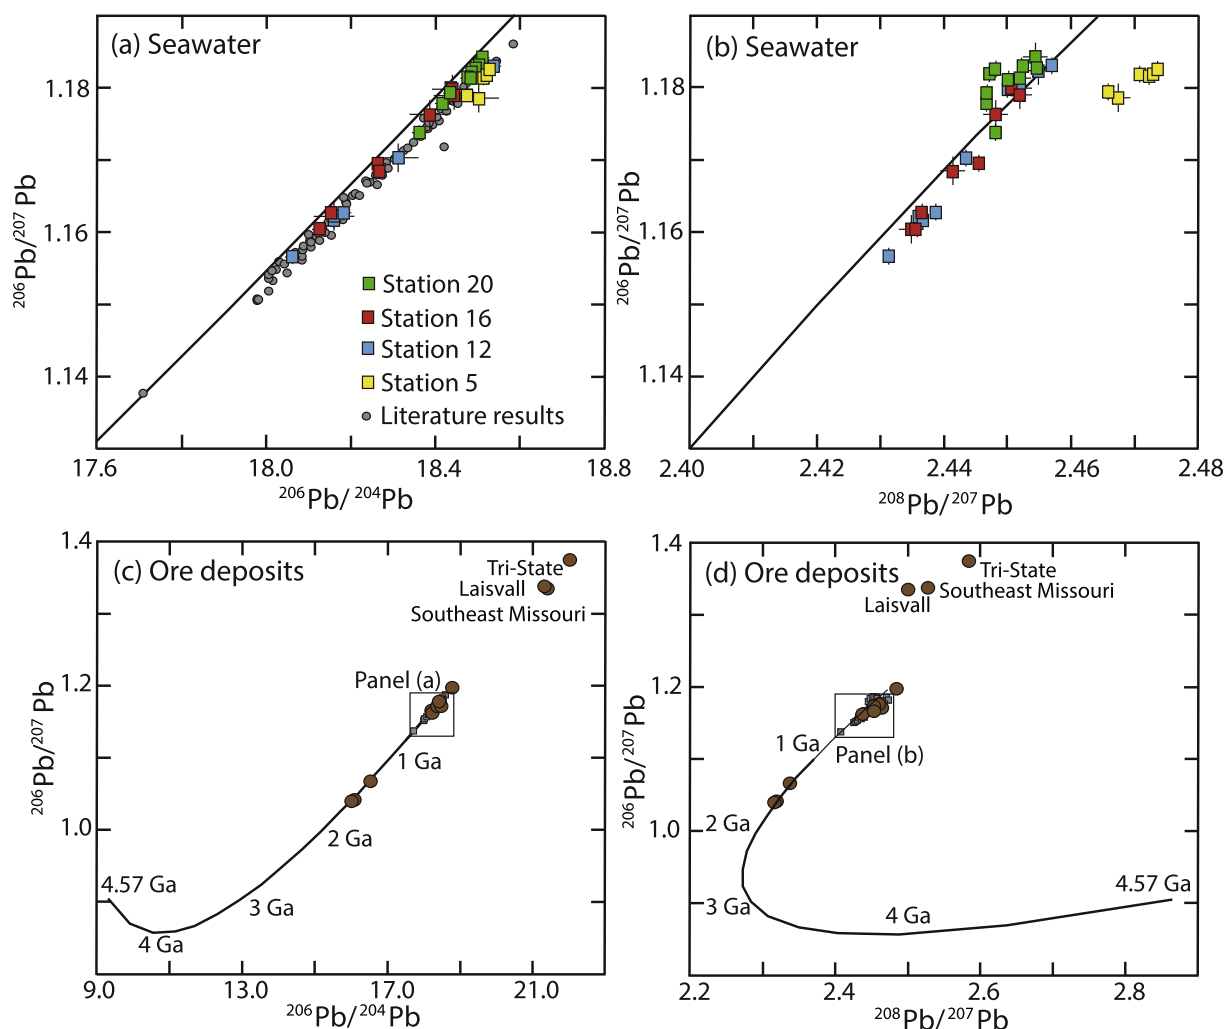 (a) Seawater
1.18
1.16
1.14
²⁰⁶Pb/²⁰⁷Pb
Station 20
Station 16
Station 12
Station 5
Literature results
17.6
18.0
18.4
18.8
²⁰⁶Pb/²⁰⁴Pb
(b) Seawater
1.18
1.16
1.14
²⁰⁶Pb/²⁰⁷Pb
2.40
2.42
2.44
2.46
2.48
²⁰⁸Pb/²⁰⁷Pb
(c) Ore deposits
1.4
1.2
1.0
²⁰⁶Pb/²⁰⁷Pb
Tri-State
Laisvall
Southeast Missouri
Panel (a)
1 Ga
2 Ga
3 Ga
4 Ga
4.57 Ga
9.0
13.0
17.0
21.0
²⁰⁶Pb/²⁰⁴Pb
(d) Ore deposits
1.4
1.2
1.0
²⁰⁶Pb/²⁰⁷Pb
Tri-State
Southeast Missouri
Laisvall
Panel (b)
1 Ga
2 Ga
3 Ga
4 Ga
4.57 Ga
2.2
2.4
2.6
2.8
²⁰⁸Pb/²⁰⁷Pb